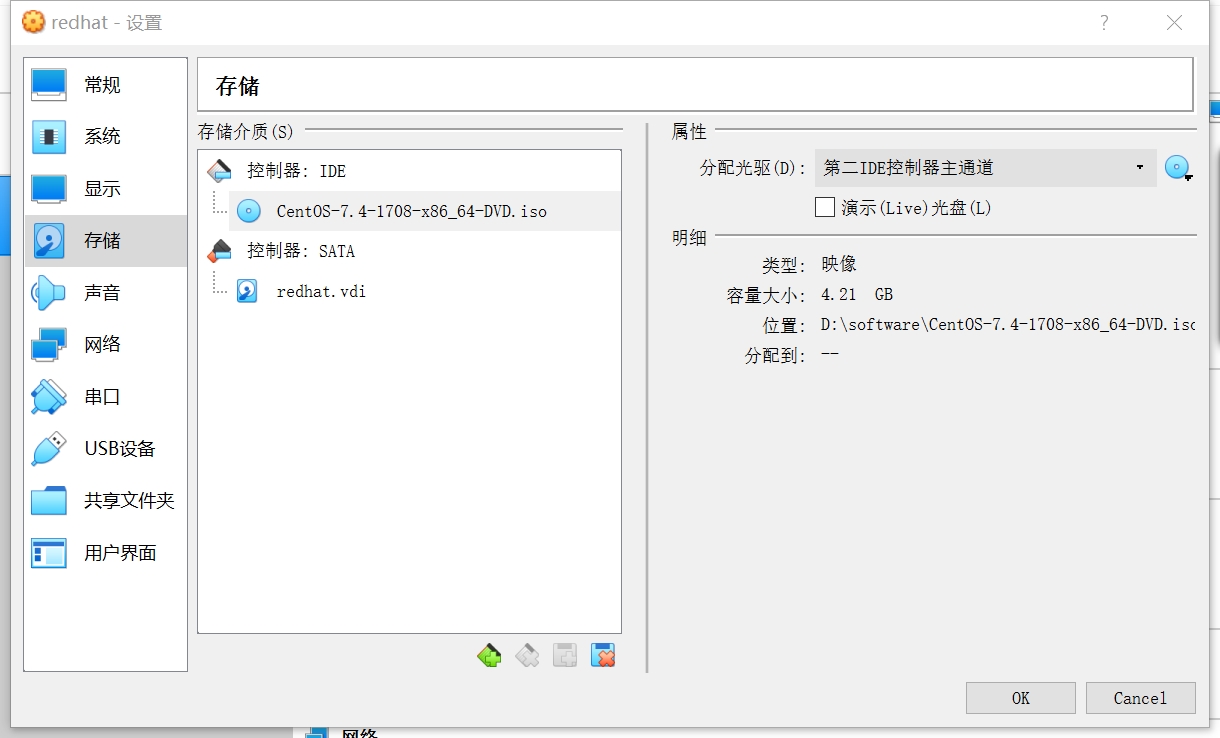 redhat - 设置
?
常规
系统
显示
存储
声音
网络
串口
USB设备
共享文件夹
用户界面
存储
存储介质(S)
控制器: IDE
CentOS-7.4-1708-x86_64-DVD.iso
控制器: SATA
redhat.vdi
属性
分配光驱(D): 第二IDE控制器主通道
演示(Live)光盘(L)
明细
类型: 映像
容量大小: 4.21 GB
位置: D:\software\CentOS-7.4-1708-x86_64-DVD.iso
分配到: --
OK
Cancel
网络